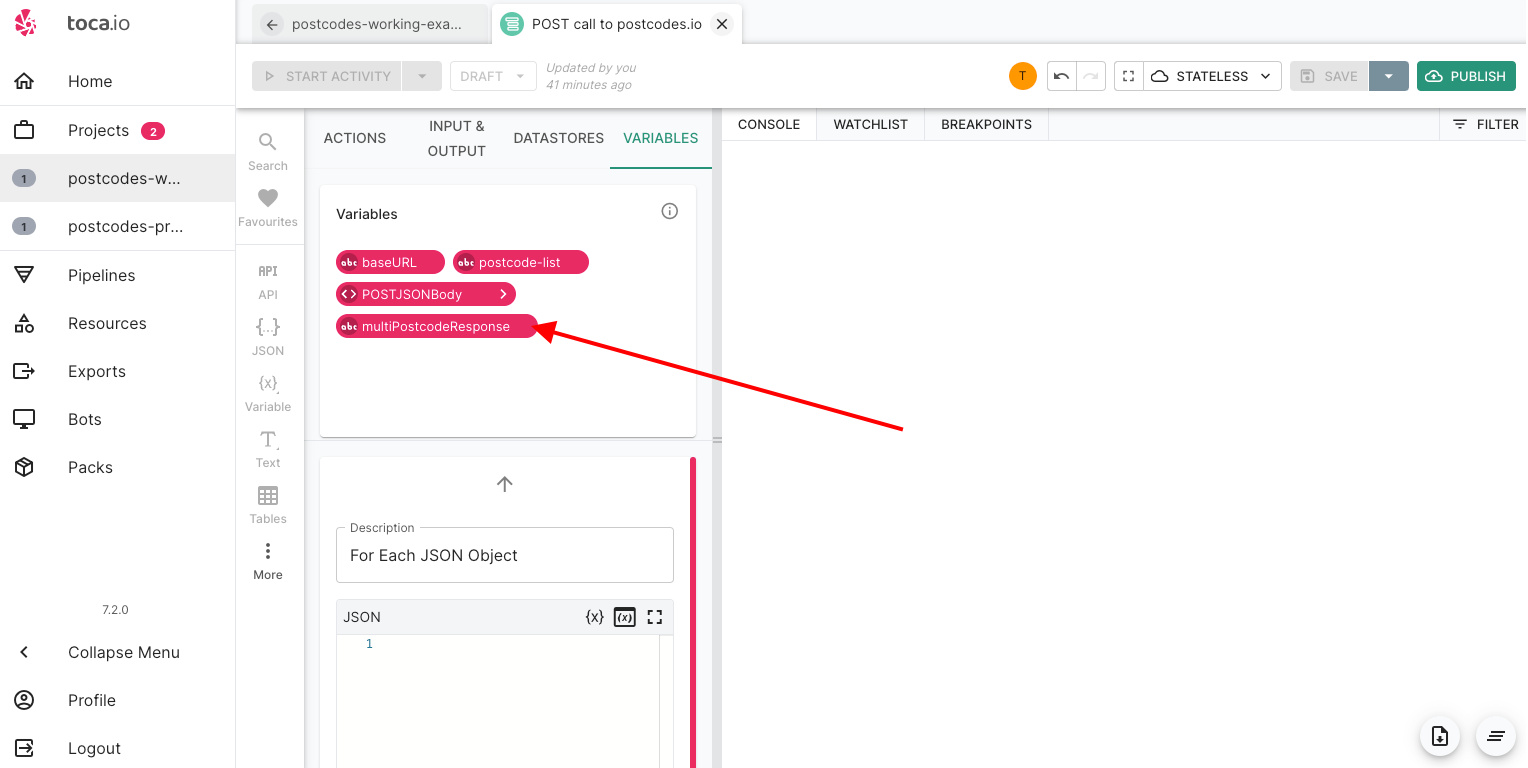 toca.io
Home
Projects 2
1 postcodes-w...
1 postcodes-pr...
Pipelines
Resources
Exports
Bots
Packs
7.2.0
Collapse Menu
Profile
Logout
postcodes-working-exa...
POST call to postcodes.io
START ACTIVITY
DRAFT
Updated by you
41 minutes ago
T
STATELESS
SAVE
PUBLISH
Search
Favourites
API
API
{...}
JSON
{x}
Variable
T
Text
Tables
More
ACTIONS
INPUT &
OUTPUT
DATASTORES
VARIABLES
Variables
abc baseURL
abc postcode-list
<> POSTJSONBody
abc multiPostcodeResponse
Description
For Each JSON Object
JSON
{x}
(x)
1
CONSOLE
WATCHLIST
BREAKPOINTS
FILTER